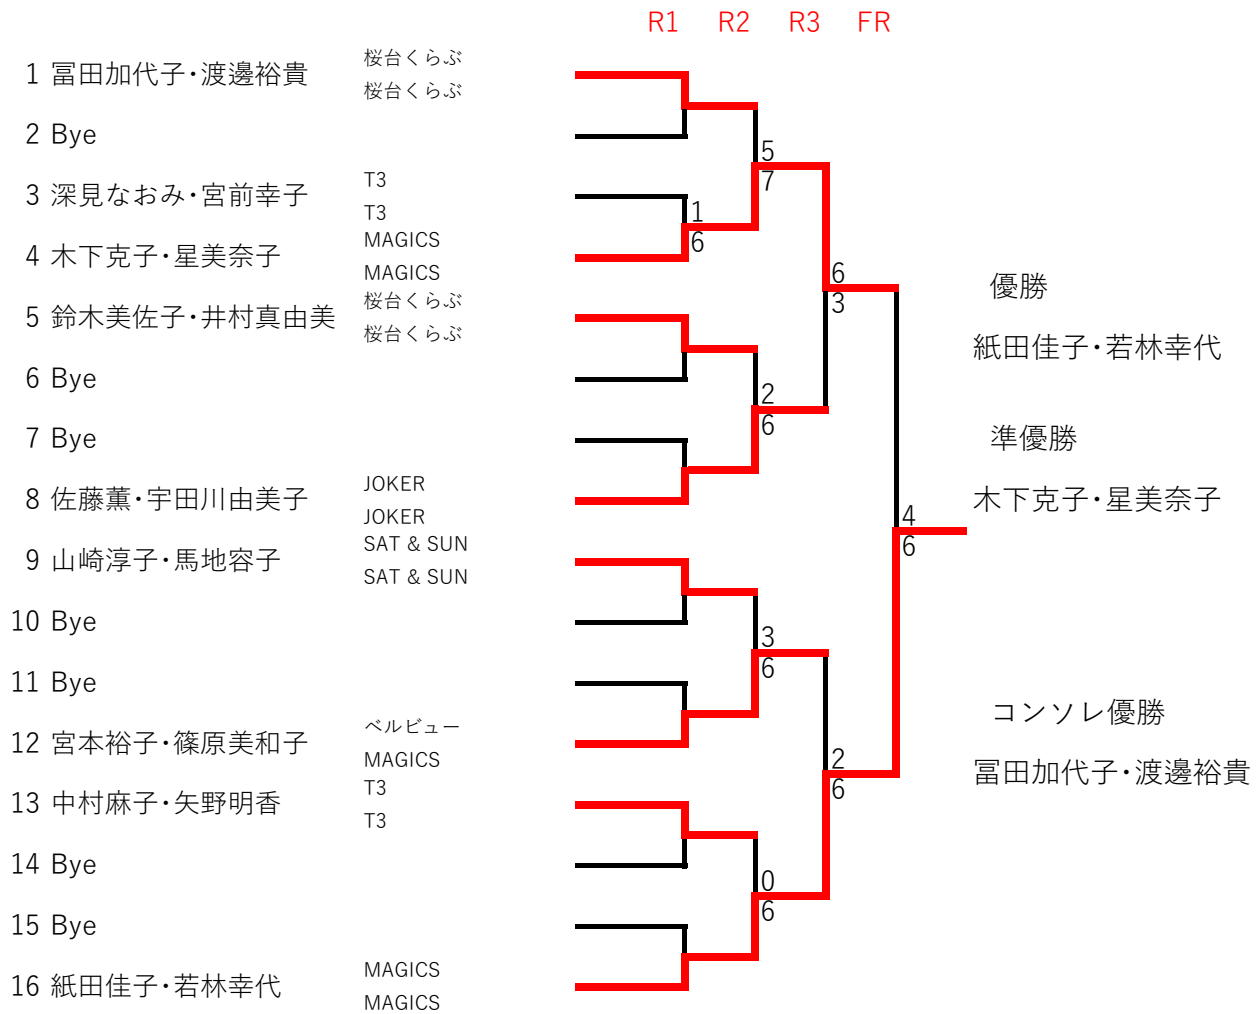 R1 R2 R3 FR
1 冨田加代子・渡邊裕貴 桜台くらぶ
桜台くらぶ
2 Bye
5
7
3 深見なおみ・宮前幸子 T3
T3
1
6
4 木下克子・星美奈子 MAGICS
MAGICS
6
3
優勝
5 鈴木美佐子・井村真由美 桜台くらぶ
桜台くらぶ
紙田佳子・若林幸代
6 Bye
2
6
7 Bye
準優勝
8 佐藤薫・宇田川由美子 JOKER
JOKER
木下克子・星美奈子
4
6
9 山崎淳子・馬地容子 SAT & SUN
SAT & SUN
10 Bye
3
6
11 Bye
コンソレ優勝
12 宮本裕子・篠原美和子 ベルビュー
MAGICS
2
6
冨田加代子・渡邊裕貴
13 中村麻子・矢野明香 T3
T3
14 Bye
0
6
15 Bye
16 紙田佳子・若林幸代 MAGICS
MAGICS